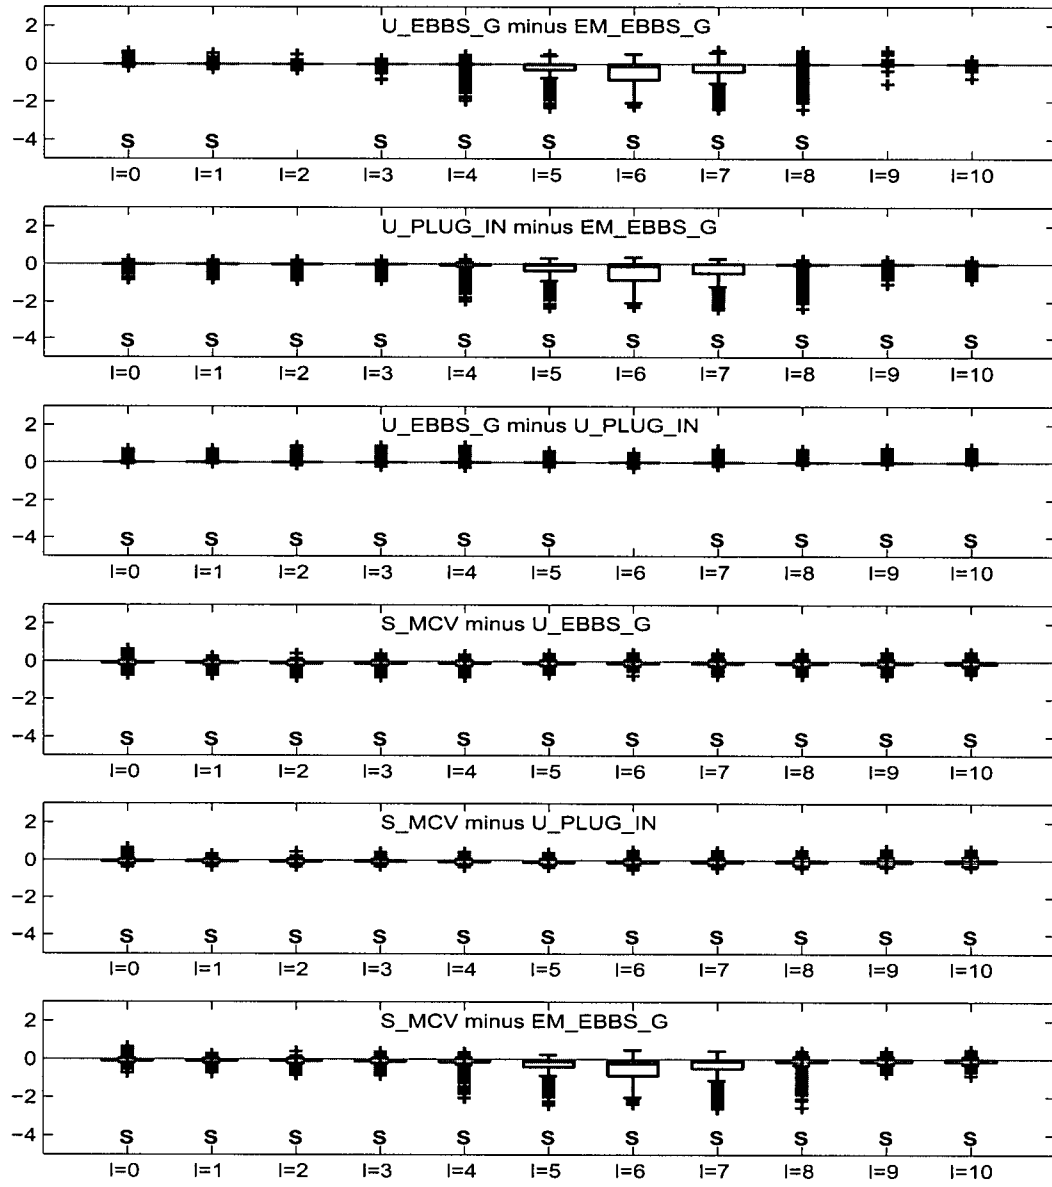 U_EBBS_G minus EM_EBBS_G
2
0
−2
−4
S S S S S S S S
l=0 l=1 l=2 l=3 l=4 l=5 l=6 l=7 l=8 l=9 l=10
U_PLUG_IN minus EM_EBBS_G
2
0
−2
−4
S S S S S S S S S S S
l=0 l=1 l=2 l=3 l=4 l=5 l=6 l=7 l=8 l=9 l=10
U_EBBS_G minus U_PLUG_IN
2
0
−2
−4
S S S S S S S S S S
l=0 l=1 l=2 l=3 l=4 l=5 l=6 l=7 l=8 l=9 l=10
S_MCV minus U_EBBS_G
2
0
−2
−4
S S S S S S S S S S S
l=0 l=1 l=2 l=3 l=4 l=5 l=6 l=7 l=8 l=9 l=10
S_MCV minus U_PLUG_IN
2
0
−2
−4
S S S S S S S S S S S
l=0 l=1 l=2 l=3 l=4 l=5 l=6 l=7 l=8 l=9 l=10
S_MCV minus EM_EBBS_G
2
0
−2
−4
S S S S S S S S S S S
l=0 l=1 l=2 l=3 l=4 l=5 l=6 l=7 l=8 l=9 l=10